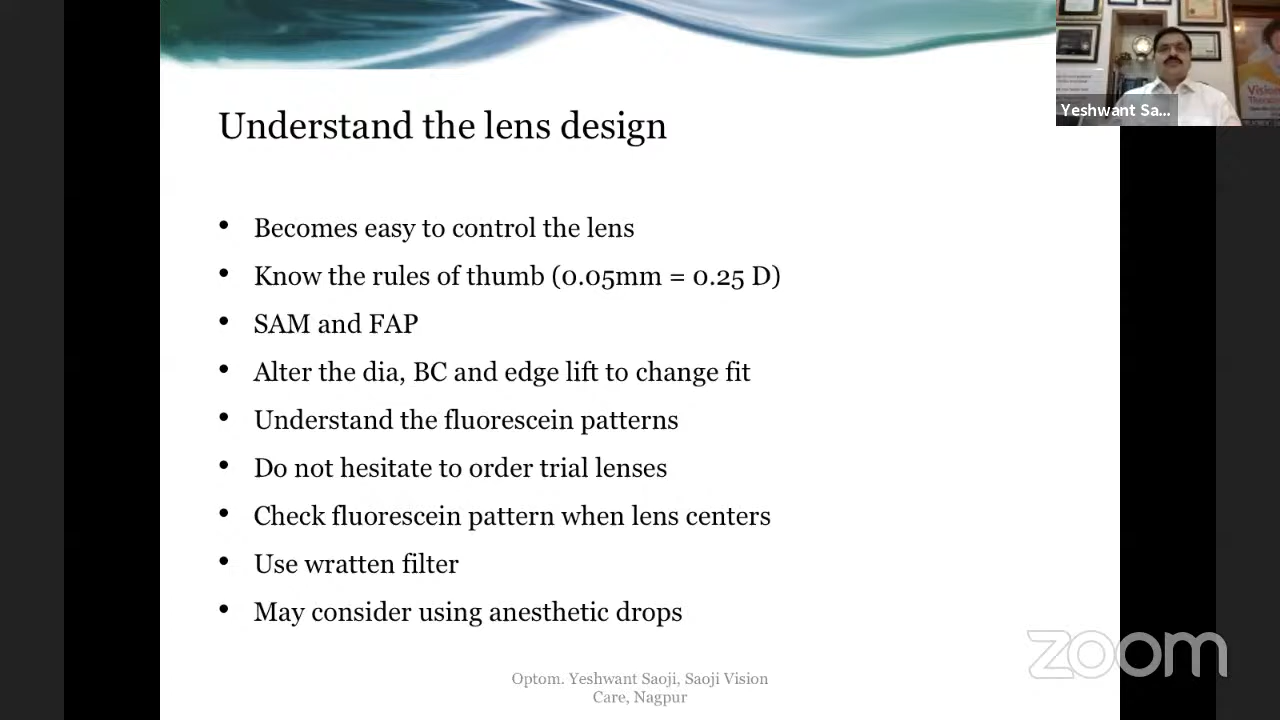 Understand the lens design
• Becomes easy to control the lens
• Know the rules of thumb (0.05mm = 0.25 D)
• SAM and FAP
• Alter the dia, BC and edge lift to change fit
• Understand the fluorescein patterns
• Do not hesitate to order trial lenses
• Check fluorescein pattern when lens centers
• Use wratten filter
• May consider using anesthetic drops
Optom. Yeshwant Saoji, Saoji Vision
Care, Nagpur
Yeshwant Sa...
Vision
zoom